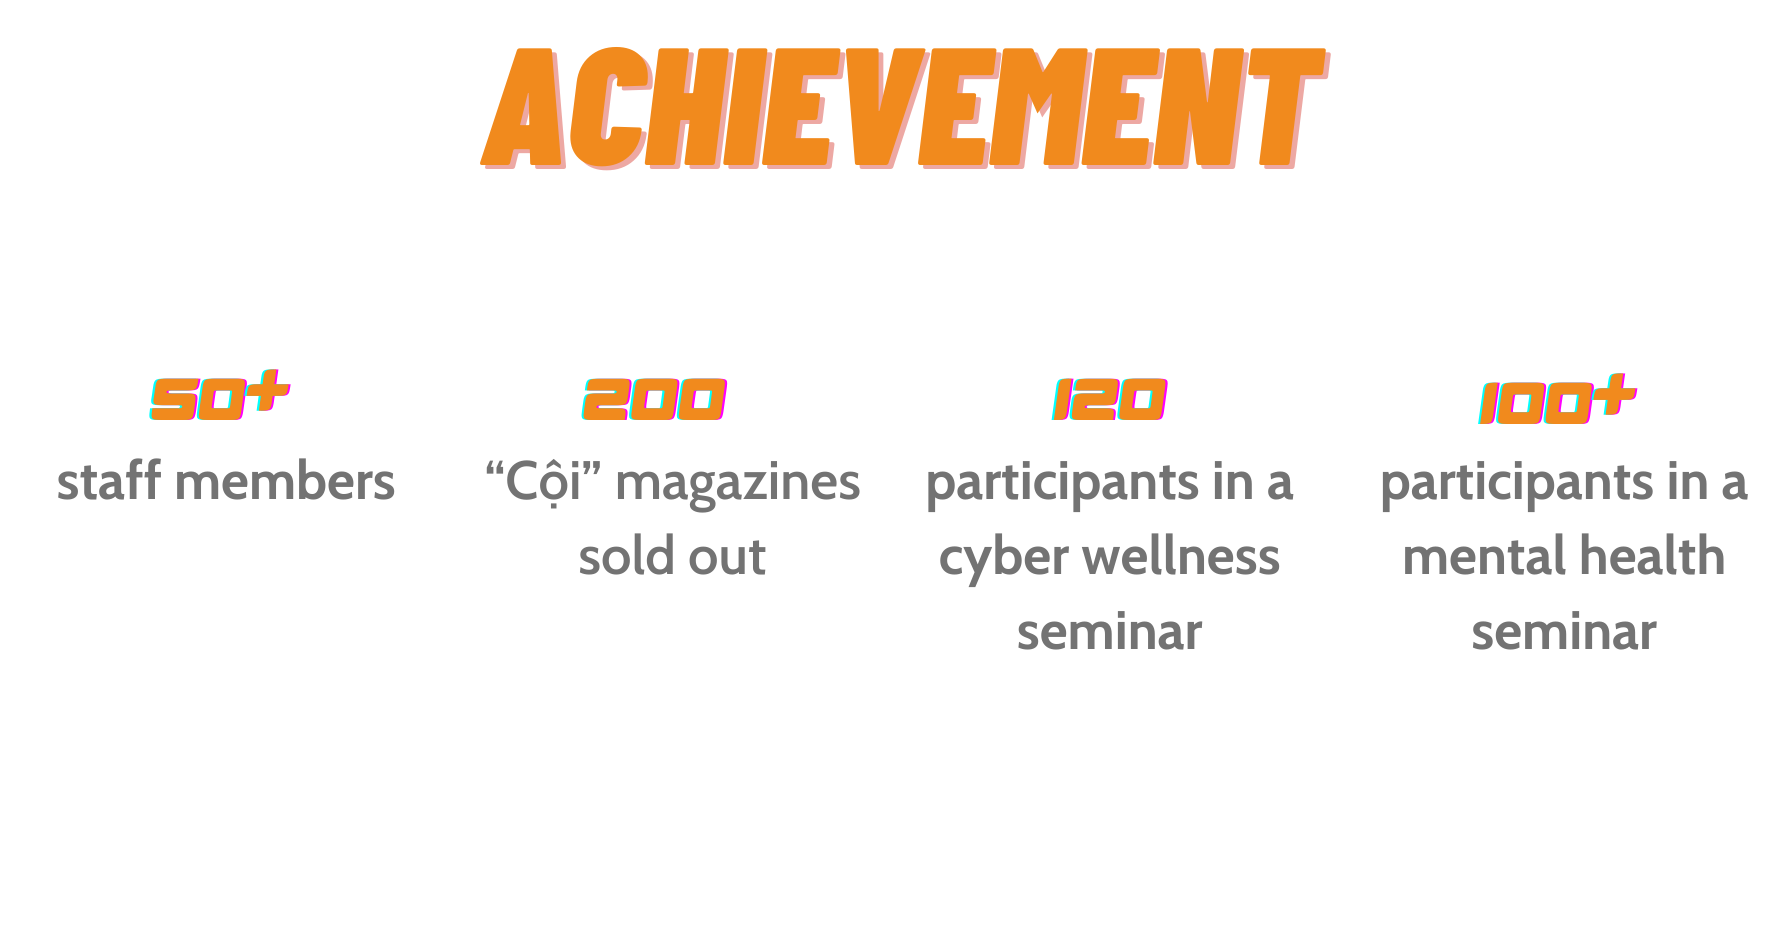 ACHIEVEMENT
50+
staff members
200
“Cội” magazines
sold out
120
participants in a
cyber wellness
seminar
100+
participants in a
mental health
seminar